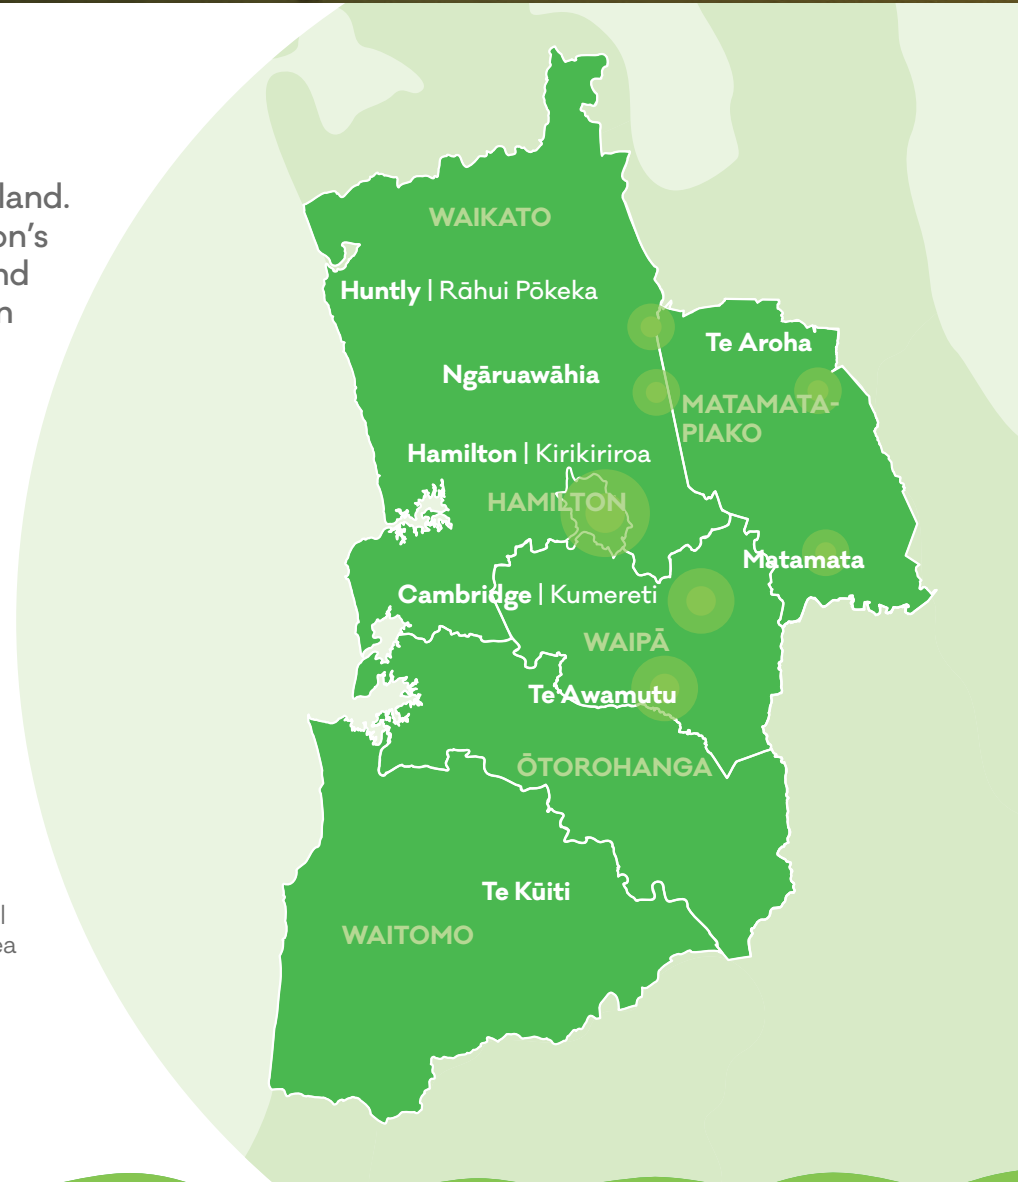 land.
on's
nd
n
WAIKATO
Huntly | Rāhui Pōkeka
Te Aroha
Ngāruawāhia
MATAMATA-
PIAKO
Hamilton | Kirikiriroa
HAMILTON
Matamata
Cambridge | Kumereti
WAIPĀ
Te Awamutu
ŌTOROHANGA
Te Kūiti
WAITOMO
l
ea